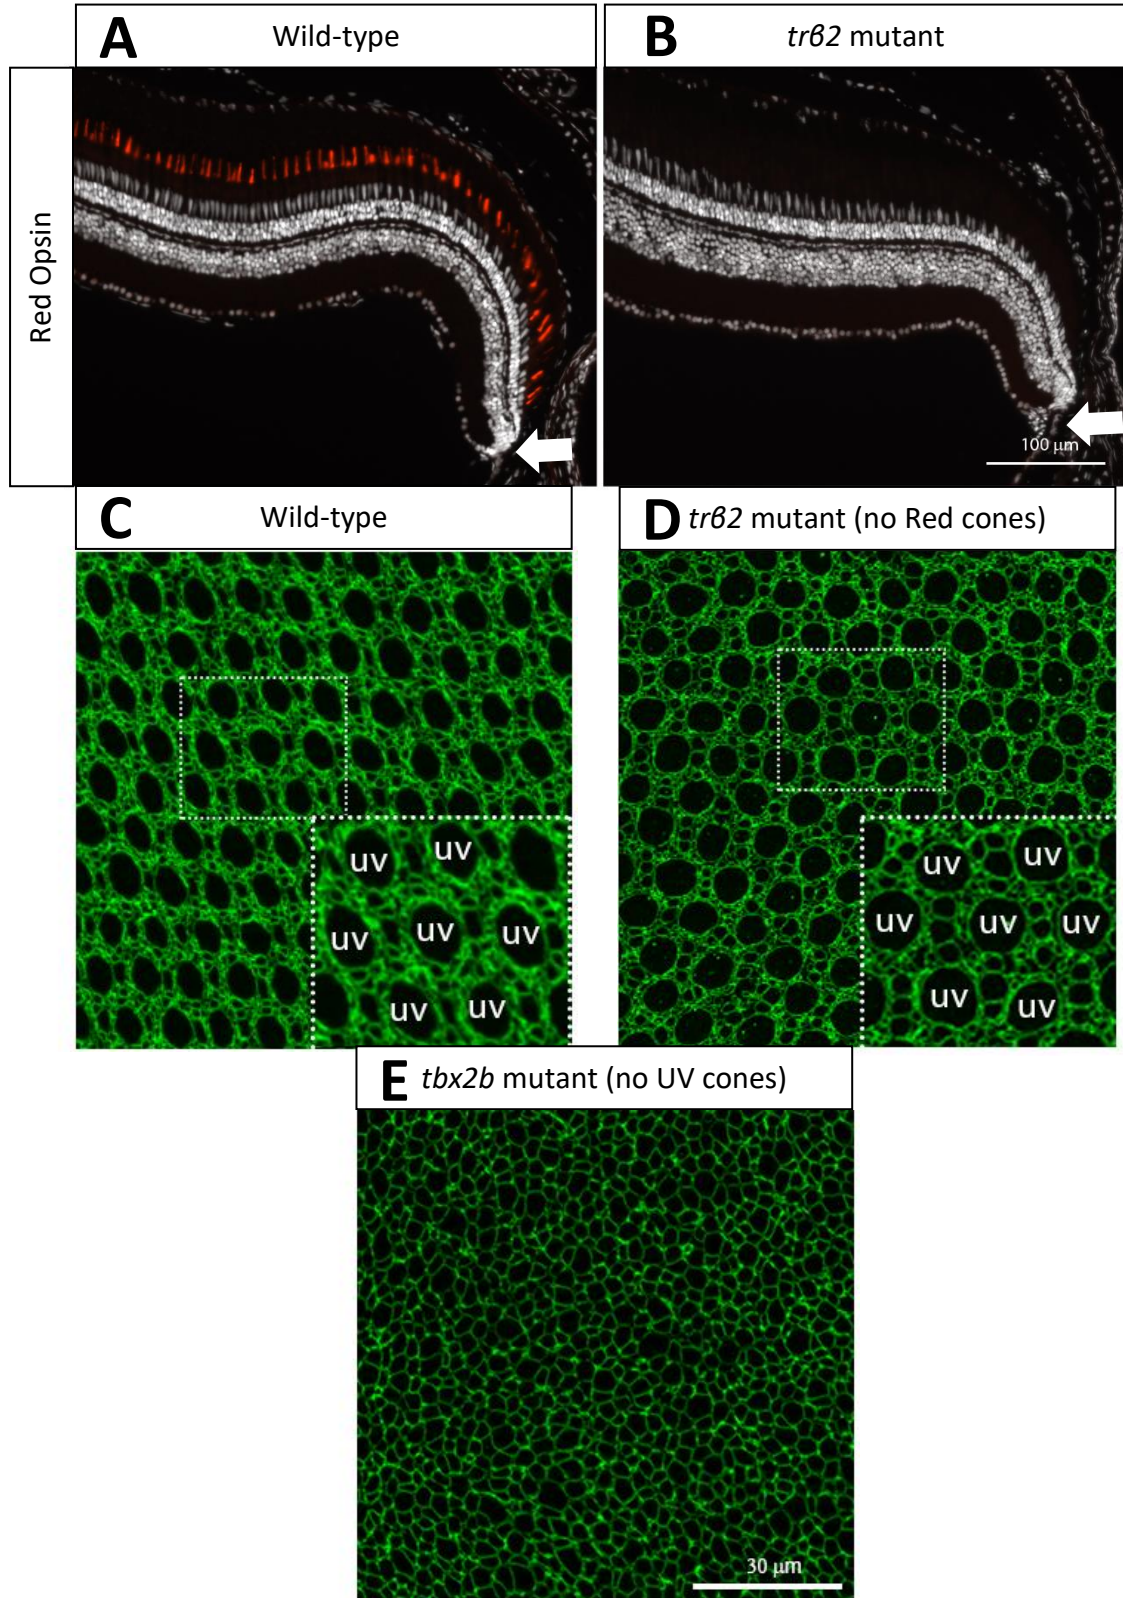 A Wild-type
B trβ2 mutant
Red Opsin
100 µm
C Wild-type
D trβ2 mutant (no Red cones)
uv uv
uv uv uv
uv uv
uv uv
uv uv uv
uv uv
E tbx2b mutant (no UV cones)
30 µm